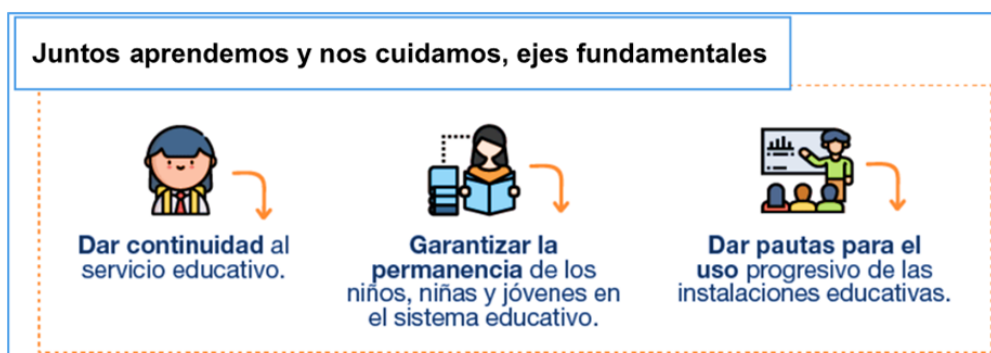 Juntos aprendemos y nos cuidamos, ejes fundamentales
Dar continuidad al
servicio educativo.
Garantizar la
permanencia de los
niños, niñas y jóvenes en
el sistema educativo.
Dar pautas para el
uso progresivo de las
instalaciones educativas.